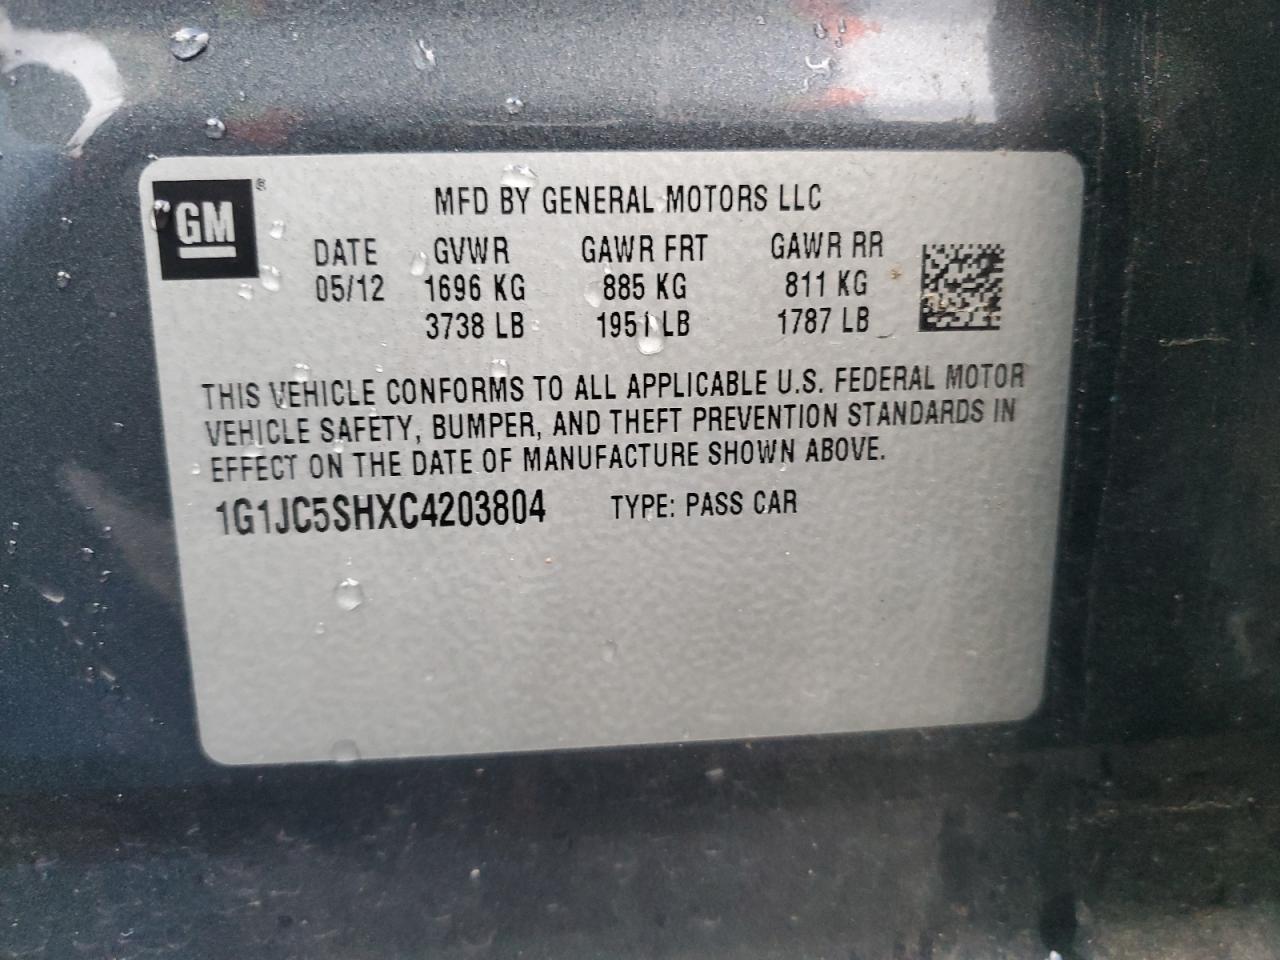 GM ®
MFD BY GENERAL MOTORS LLC
DATE GVWR GAWR FRT GAWR RR
05/12 1696 KG 885 KG 811 KG
3738 LB 1951 LB 1787 LB
THIS VEHICLE CONFORMS TO ALL APPLICABLE U.S. FEDERAL MOTOR
VEHICLE SAFETY, BUMPER, AND THEFT PREVENTION STANDARDS IN
EFFECT ON THE DATE OF MANUFACTURE SHOWN ABOVE.
1G1JC5SHXC4203804 TYPE: PASS CAR